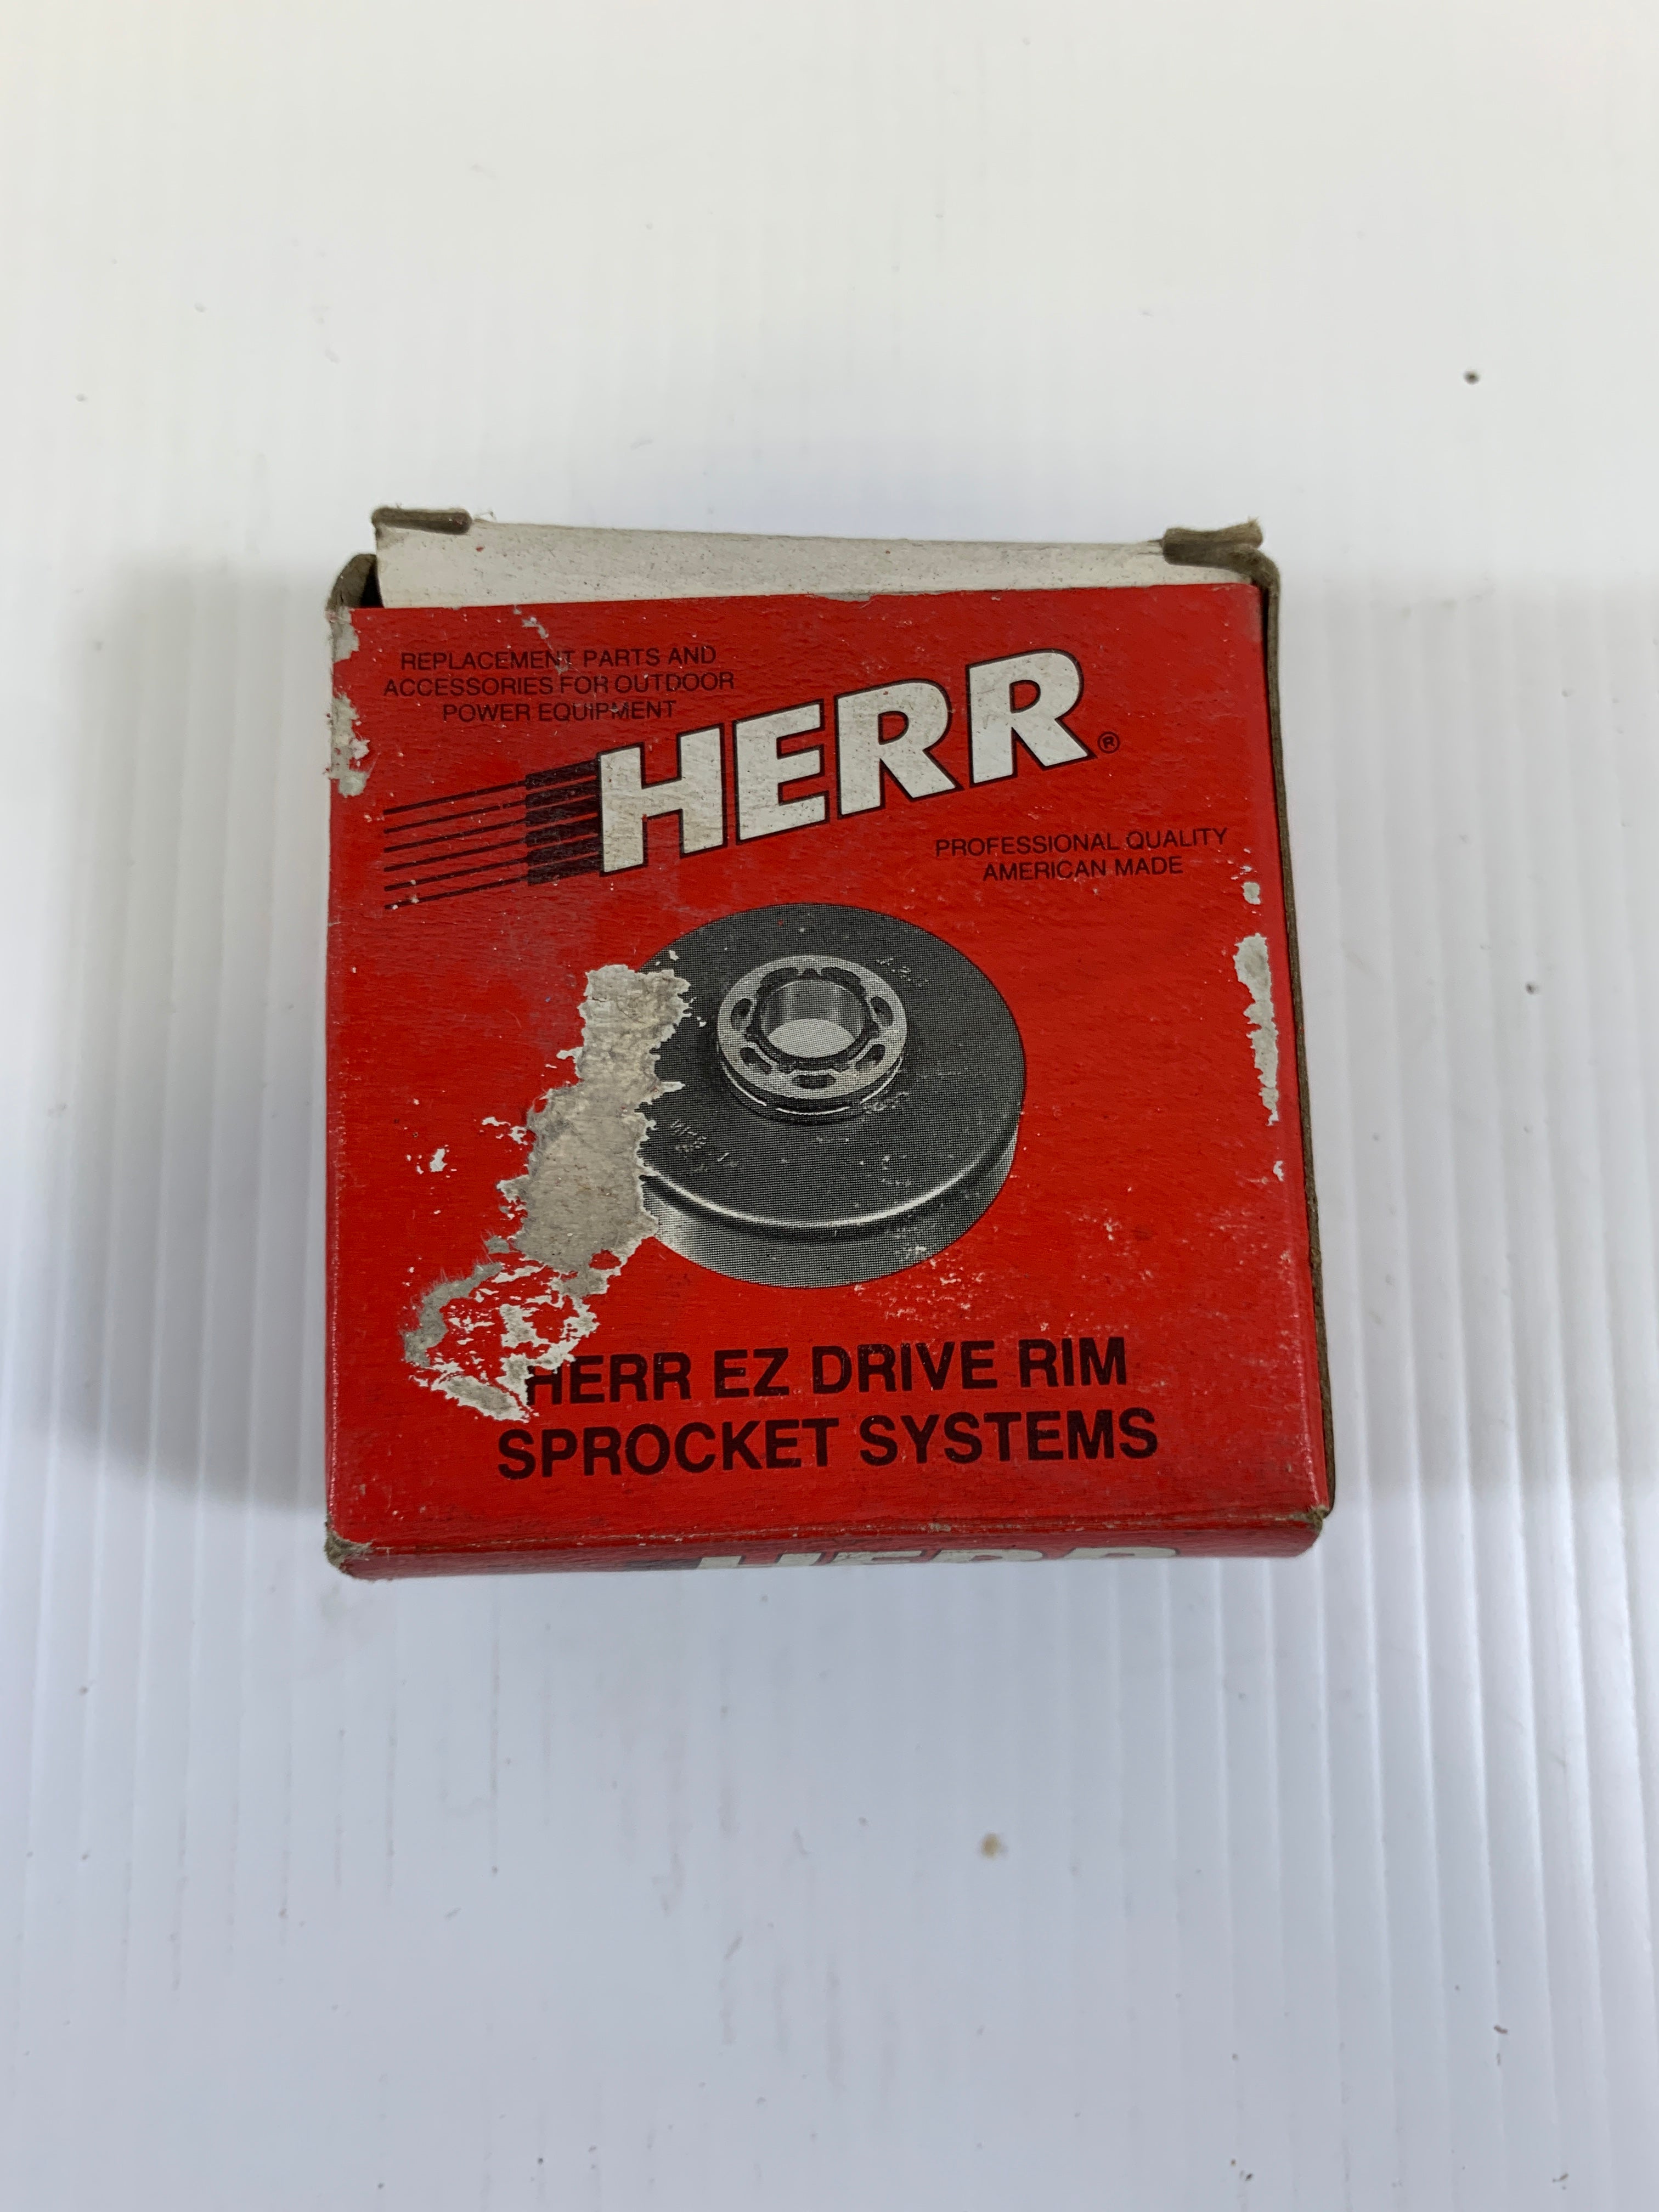 REPLACEMENT PARTS AND
ACCESSORIES FOR OUTDOOR
POWER EQUIPMENT
HERR®
PROFESSIONAL QUALITY
AMERICAN MADE
HERR EZ DRIVE RIM
SPROCKET SYSTEMS
HERR